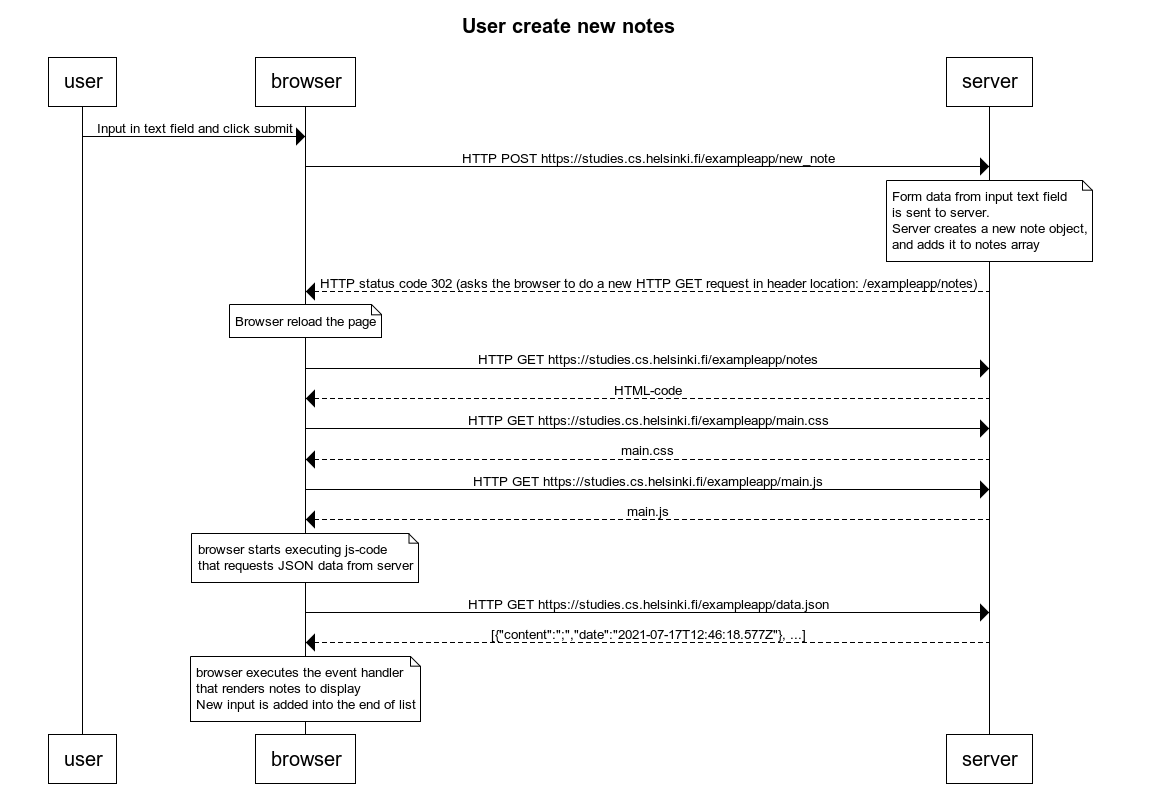 User create new notes
user
browser
server
Input in text field and click submit
HTTP POST https://studies.cs.helsinki.fi/exampleapp/new_note
Form data from input text field
is sent to server.
Server creates a new note object,
and adds it to notes array
HTTP status code 302 (asks the browser to do a new HTTP GET request in header location: /exampleapp/notes)
Browser reload the page
HTTP GET https://studies.cs.helsinki.fi/exampleapp/notes
HTML-code
HTTP GET https://studies.cs.helsinki.fi/exampleapp/main.css
main.css
HTTP GET https://studies.cs.helsinki.fi/exampleapp/main.js
main.js
browser starts executing js-code
that requests JSON data from server
HTTP GET https://studies.cs.helsinki.fi/exampleapp/data.json
[{"content":";","date":"2021-07-17T12:46:18.577Z"}, ...]
browser executes the event handler
that renders notes to display
New input is added into the end of list
user
browser
server